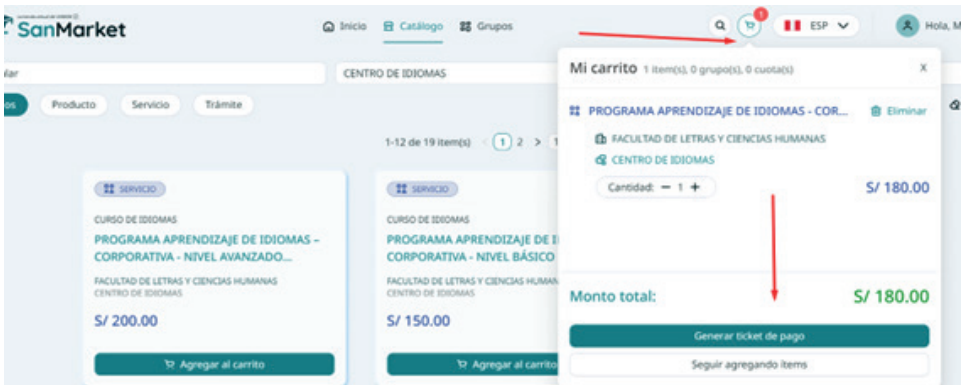 SanMarket
Inicio
Catálogo
Grupos
1
ESP
Hola, M
ular
CENTRO DE IDIOMAS
os
Producto
Servicio
Trámite
1-12 de 19 item(s) < 1 2 > 1
SERVICIO
CURSO DE IDIOMAS
PROGRAMA APRENDIZAJE DE IDIOMAS –
CORPORATIVA - NIVEL AVANZADO...
FACULTAD DE LETRAS Y CIENCIAS HUMANAS
CENTRO DE IDIOMAS
S/ 200.00
Agregar al carrito
SERVICIO
CURSO DE IDIOMAS
PROGRAMA APRENDIZAJE DE I
CORPORATIVA - NIVEL BÁSICO
FACULTAD DE LETRAS Y CIENCIAS HUMAN
CENTRO DE IDIOMAS
S/ 150.00
Agregar al carrito
Mi carrito 1 item(s), 0 grupo(s), 0 cuota(s) X
PROGRAMA APRENDIZAJE DE IDIOMAS - COR... Eliminar
FACULTAD DE LETRAS Y CIENCIAS HUMANAS
CENTRO DE IDIOMAS
Cantidad: − 1 + S/ 180.00
Monto total: S/ 180.00
Generar ticket de pago
Seguir agregando items